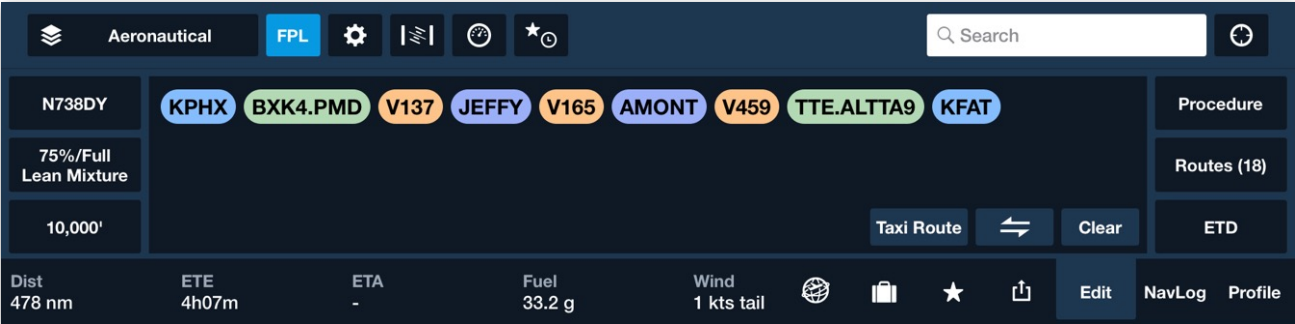 Aeronautical FPL Search
N738DY KPHX BXK4.PMD V137 JEFFY V165 AMONT V459 TTE.ALTTA9 KFAT Procedure
75%/Full
Lean Mixture
Routes (18)
10,000' Taxi Route Clear ETD
Dist ETE ETA Fuel Wind
478 nm 4h07m - 33.2 g 1 kts tail
Edit NavLog Profile